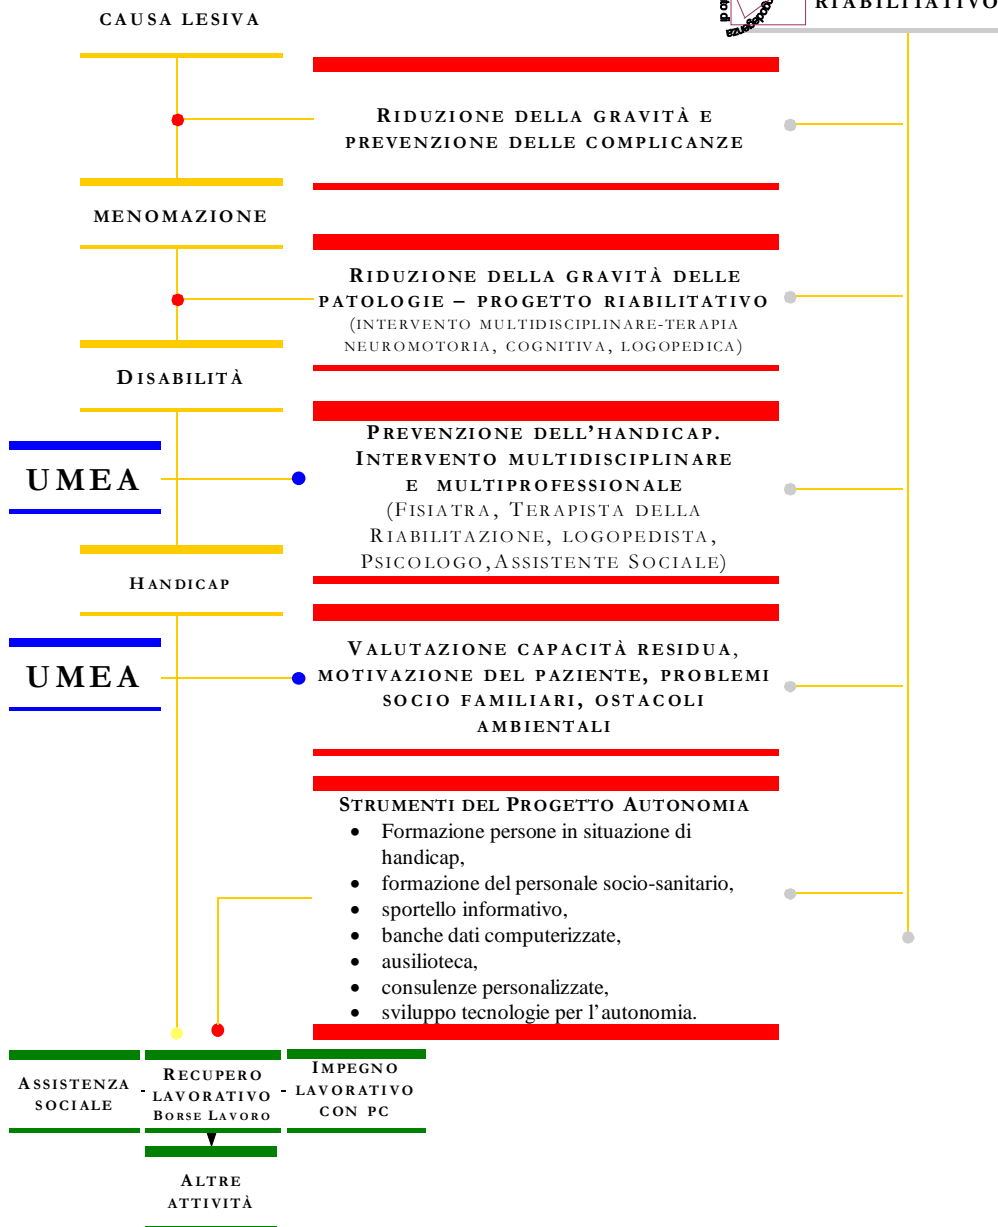 CAUSA LESIVA
RIABILITATIVO
RIDUZIONE DELLA GRAVITÀ E
PREVENZIONE DELLE COMPLICANZE
MENOMAZIONE
RIDUZIONE DELLA GRAVITÀ DELLE
PATOLOGIE – PROGETTO RIABILITATIVO
(INTERVENTO MULTIDISCIPLINARE-TERAPIA
NEUROMOTORIA, COGNITIVA, LOGOPEDICA)
DISABILITÀ
PREVENZIONE DELL’HANDICAP.
INTERVENTO MULTIDISCIPLINARE
E MULTIPROFESSIONALE
(FISIATRA, TERAPISTA DELLA
RIABILITAZIONE, LOGOPEDISTA,
PSICOLOGO,ASSISTENTE SOCIALE)
UMEA
HANDICAP
UMEA
VALUTAZIONE CAPACITÀ RESIDUA,
MOTIVAZIONE DEL PAZIENTE, PROBLEMI
SOCIO FAMILIARI, OSTACOLI
AMBIENTALI
STRUMENTI DEL PROGETTO AUTONOMIA
• Formazione persone in situazione di
handicap,
• formazione del personale socio-sanitario,
• sportello informativo,
• banche dati computerizzate,
• ausilioteca,
• consulenze personalizzate,
• sviluppo tecnologie per l’autonomia.
ASSISTENZA
SOCIALE
-
RECUPERO
LAVORATIVO
BORSE LAVORO
-
IMPEGNO
LAVORATIVO
CON PC
ALTRE
ATTIVITÀ